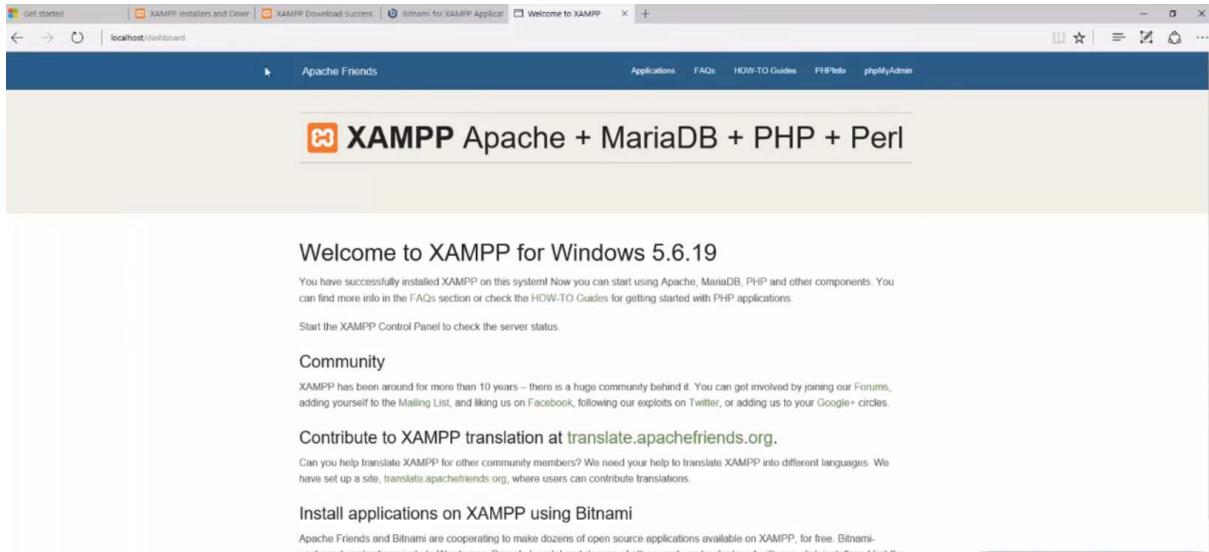 Get started
XAMPP Installers and Down
XAMPP Download Success
Bitnami for XAMPP Applicat
Welcome to XAMPP
localhost/dashboard
Apache Friends
Applications
FAQs
HOW-TO Guides
PHPInfo
phpMyAdmin
XAMPP Apache + MariaDB + PHP + Perl
Welcome to XAMPP for Windows 5.6.19
You have successfully installed XAMPP on this system! Now you can start using Apache, MariaDB, PHP and other components. You
can find more info in the FAQs section or check the HOW-TO Guides for getting started with PHP applications.
Start the XAMPP Control Panel to check the server status.
Community
XAMPP has been around for more than 10 years – there is a huge community behind it. You can get involved by joining our Forums,
adding yourself to the Mailing List, and liking us on Facebook, following our exploits on Twitter, or adding us to your Google+ circles.
Contribute to XAMPP translation at translate.apachefriends.org.
Can you help translate XAMPP for other community members? We need your help to translate XAMPP into different languages. We
have set up a site, translate.apachefriends.org, where users can contribute translations.
Install applications on XAMPP using Bitnami
Apache Friends and Bitnami are cooperating to make dozens of open source applications available on XAMPP, for free. Bitnami-